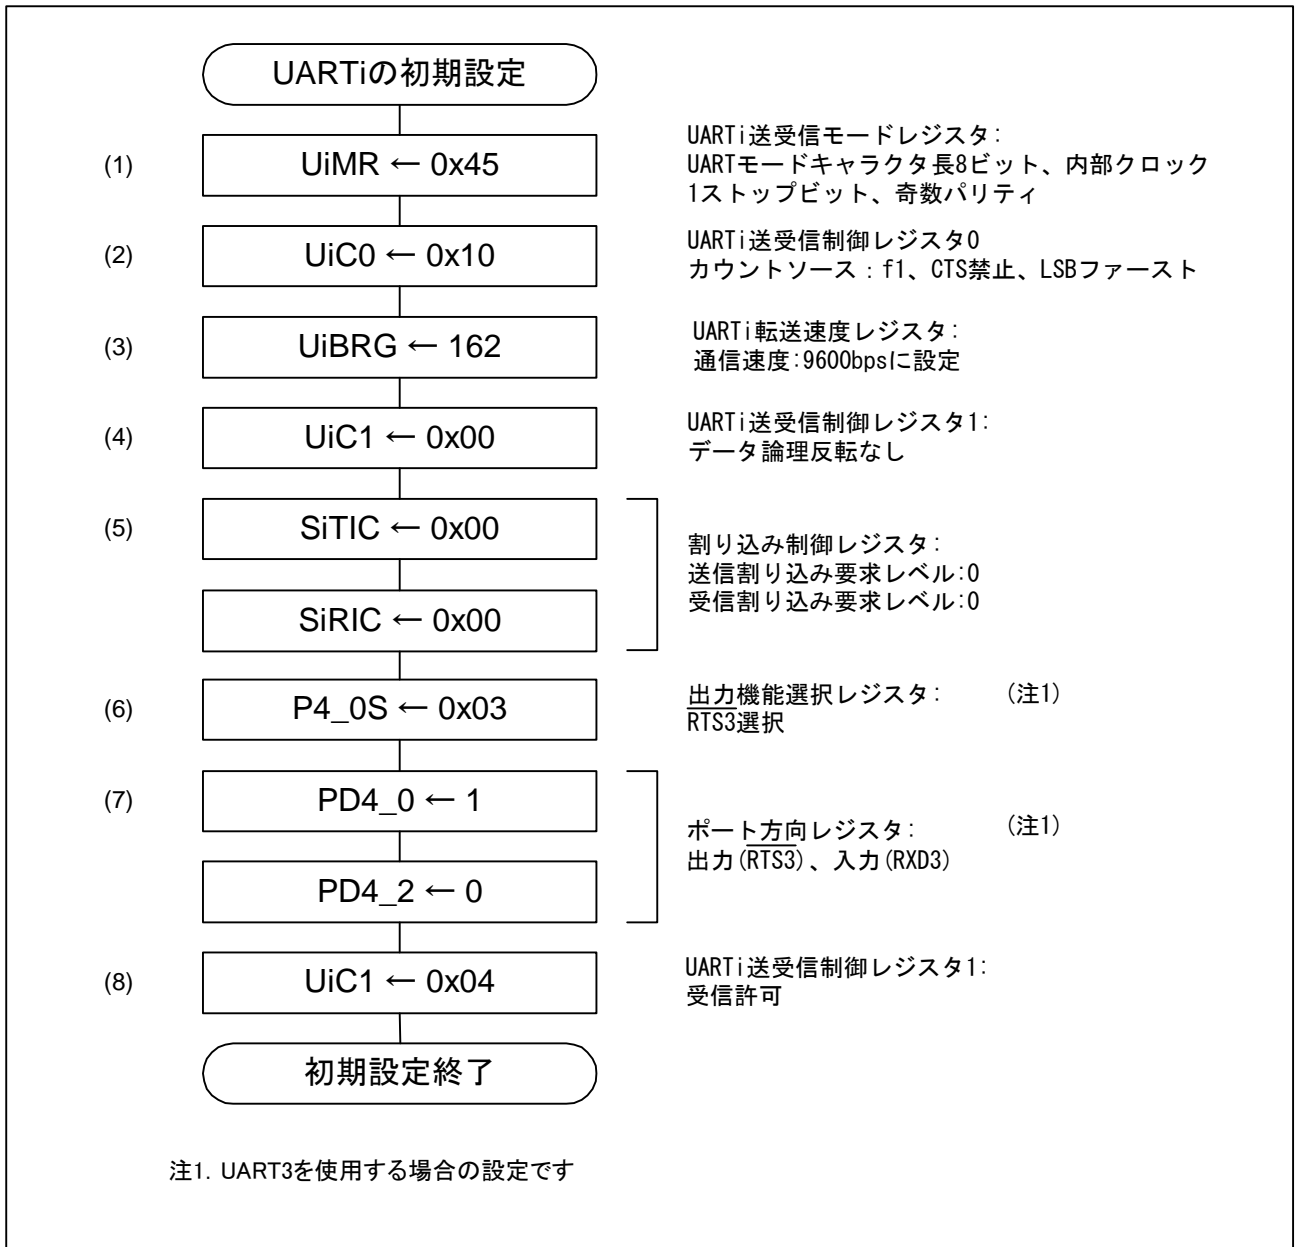 UARTiの初期設定
(1)
UiMR ← 0x45
UARTi送受信モードレジスタ:
UARTモードキャラクタ長8ビット、内部クロック
1ストップビット、奇数パリティ
(2)
UiC0 ← 0x10
UARTi送受信制御レジスタ0
カウントソース:f1、CTS禁止、LSBファースト
(3)
UiBRG ← 162
UARTi転送速度レジスタ:
通信速度:9600bpsに設定
(4)
UiC1 ← 0x00
UARTi送受信制御レジスタ1:
データ論理反転なし
(5)
SiTIC ← 0x00
SiRIC ← 0x00
割り込み制御レジスタ:
送信割り込み要求レベル:0
受信割り込み要求レベル:0
(6)
P4_0S ← 0x03
出力機能選択レジスタ: (注1)
RTS3選択
(7)
PD4_0 ← 1
PD4_2 ← 0
ポート方向レジスタ: (注1)
出力(RTS3)、入力(RXD3)
(8)
UiC1 ← 0x04
UARTi送受信制御レジスタ1:
受信許可
初期設定終了
注1. UART3を使用する場合の設定です